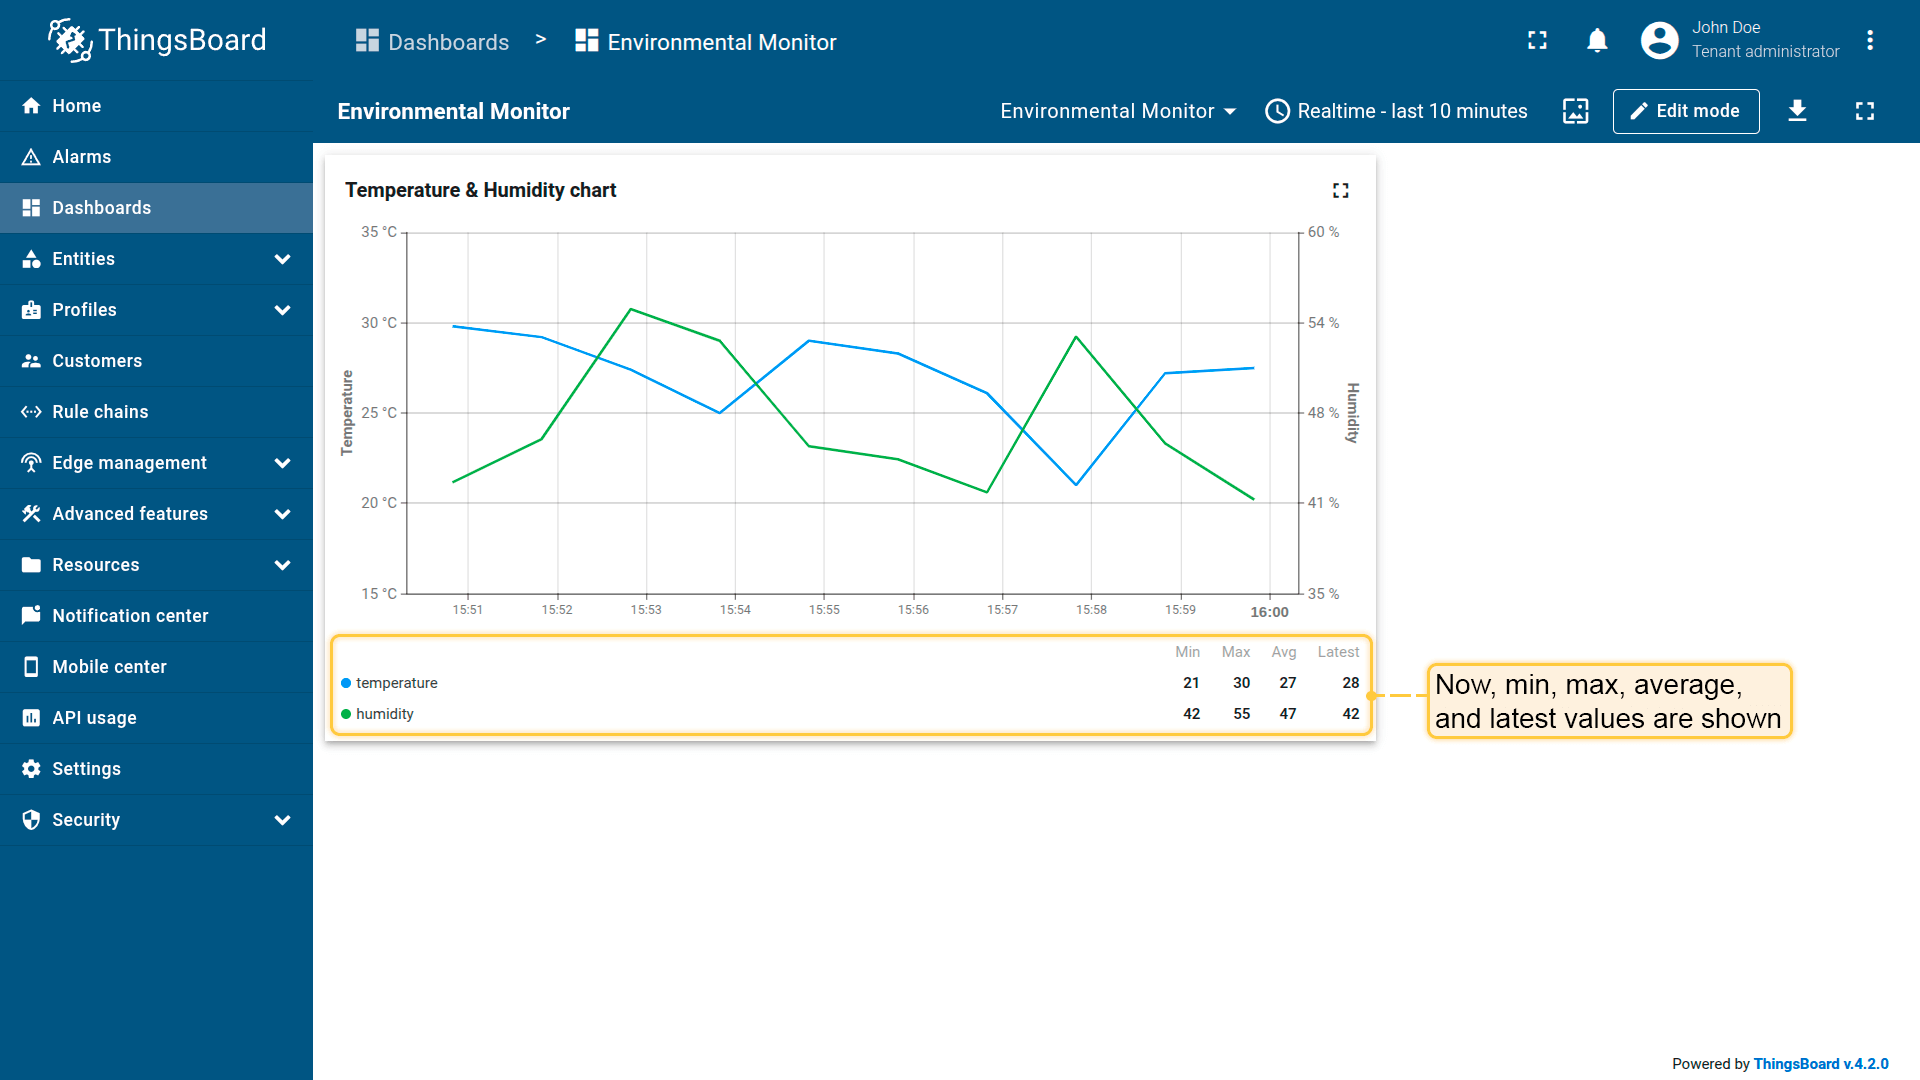 ThingsBoard
Dashboards > Environmental Monitor
John Doe
Tenant administrator
Home
Alarms
Dashboards
Entities
Profiles
Customers
Rule chains
Edge management
Advanced features
Resources
Notification center
Mobile center
API usage
Settings
Security
Environmental Monitor
Environmental Monitor
Realtime - last 10 minutes
Edit mode
Temperature & Humidity chart
35 °C
30 °C
25 °C
20 °C
15 °C
Temperature
60 %
54 %
48 %
41 %
35 %
Humidity
15:51 15:52 15:53 15:54 15:55 15:56 15:57 15:58 15:59 16:00
Min Max Avg Latest
temperature 21 30 27 28
humidity 42 55 47 42
Now, min, max, average,
and latest values are shown
Powered by ThingsBoard v.4.2.0